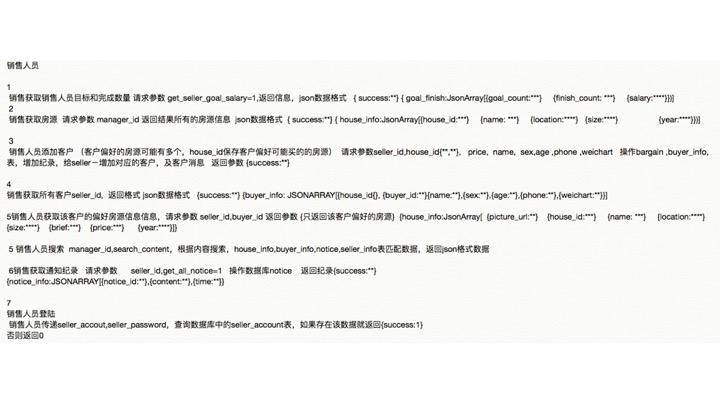 销售人员
1
销售获取销售人员目标和完成数量 请求参数 get_seller_goal_salary=1,返回信息，json数据格式 { success:**} { goal_finish:JsonArray[{goal_count:***} {finish_count: ***} {salary:****}}]
2
销售获取房源 请求参数 manager_id 返回结果所有的房源信息 json数据格式 { success:**} { house_info:JsonArray[{house_id:***} {name: ***} {location:****} {size:****} {year:****}}]
3
销售人员添加客户 （客户偏好的房源可能有多个，house_id保存客户偏好可能买的的房源） 请求参数seller_id,house_id{**,**}, price, name, sex,age ,phone ,weichart 操作bargain ,buyer_info,
表，增加纪录，给seller－增加对应的客户，及客户消息 返回参数 {success:**}
4
销售获取所有客户seller_id, 返回格式 json数据格式 {success:**} {buyer_info: JSONARRAY[{house_id{}, {buyer_id:**}{name:**},{sex:**},{age:**},{phone:**},{weichart:**}}]
5销售人员获取该客户的偏好房源信息信息，请求参数 seller_id,buyer_id 返回参数 {只返回该客户偏好的房源} {house_info:JsonArray[ {picture_url:**} {house_id:***} {name: ***} {location:****}
{size:****} {brief:***} {price:***} {year:****}]}
5 销售人员搜索 manager_id,search_content，根据内容搜索，house_info,buyer_info,notice,seller_info表匹配数据，返回json格式数据
6销售获取通知纪录 请求参数 seller_id,get_all_notice=1 操作数据库notice 返回纪录{success:**}
{notice_info:JSONARRAY[{notice_id:**},{content:**},{time:**}}
7
销售人员登陆
销售人员传递seller_accout,seller_password，查询数据库中的seller_account表，如果存在该数据就返回{success:1}
否则返回0